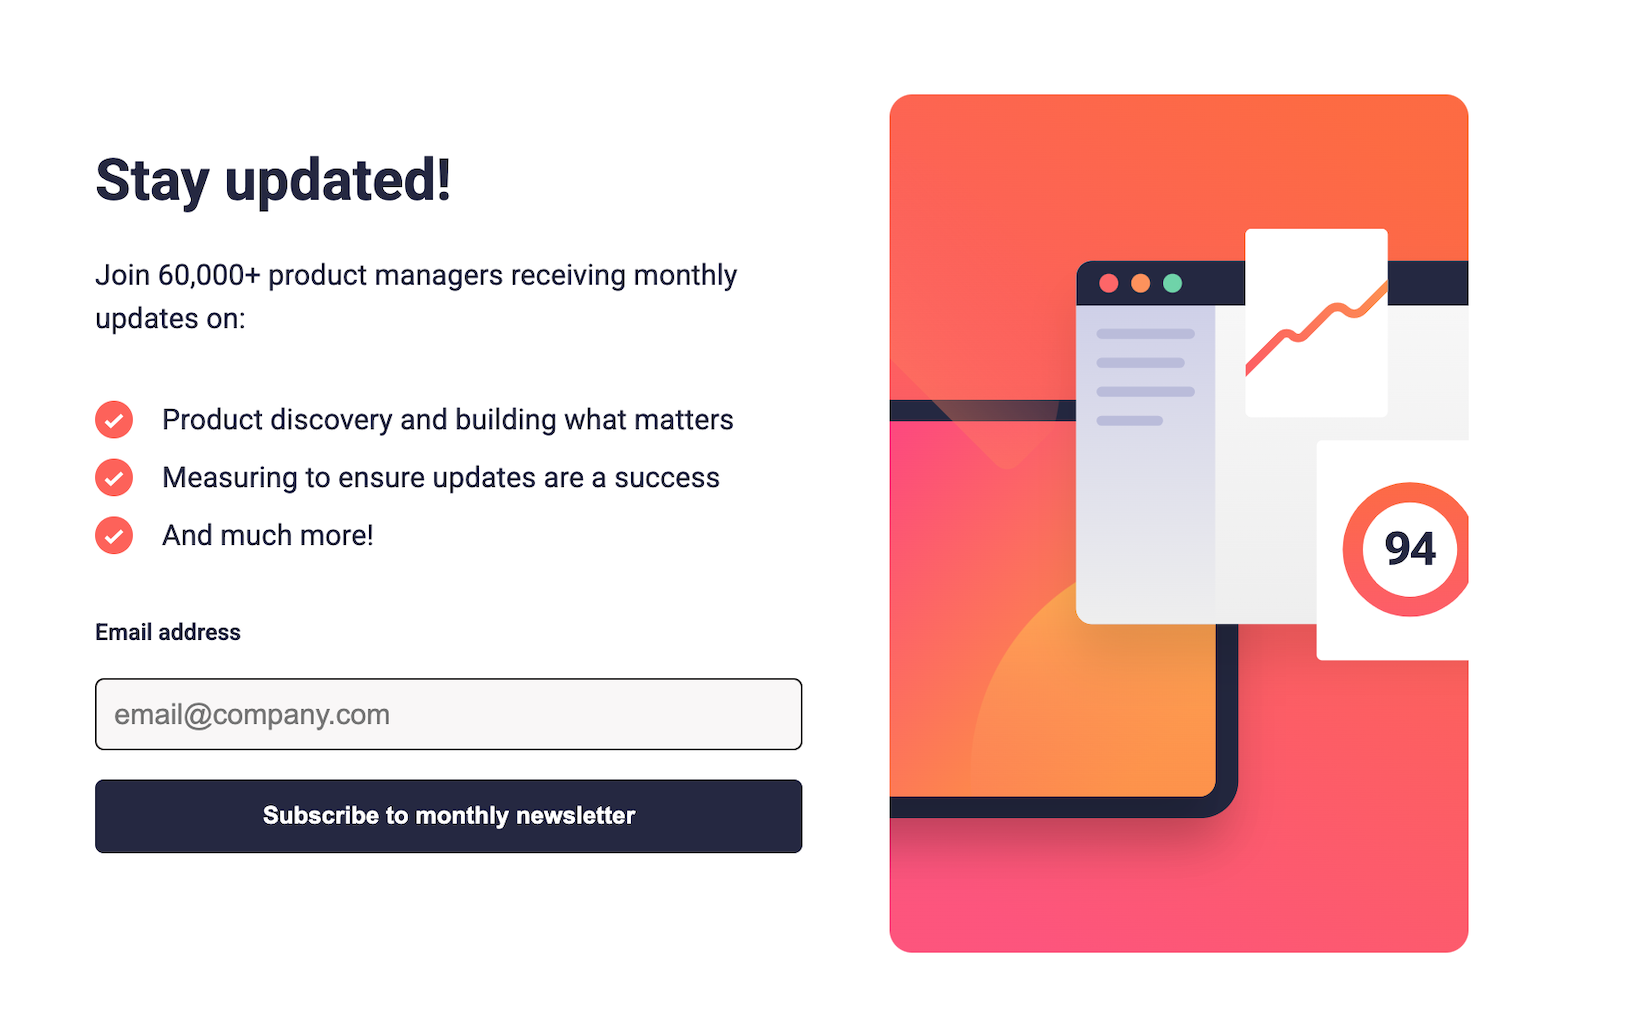 Stay updated!
Join 60,000+ product managers receiving monthly
updates on:
Product discovery and building what matters
Measuring to ensure updates are a success
And much more!
Email address
email@company.com
Subscribe to monthly newsletter
94